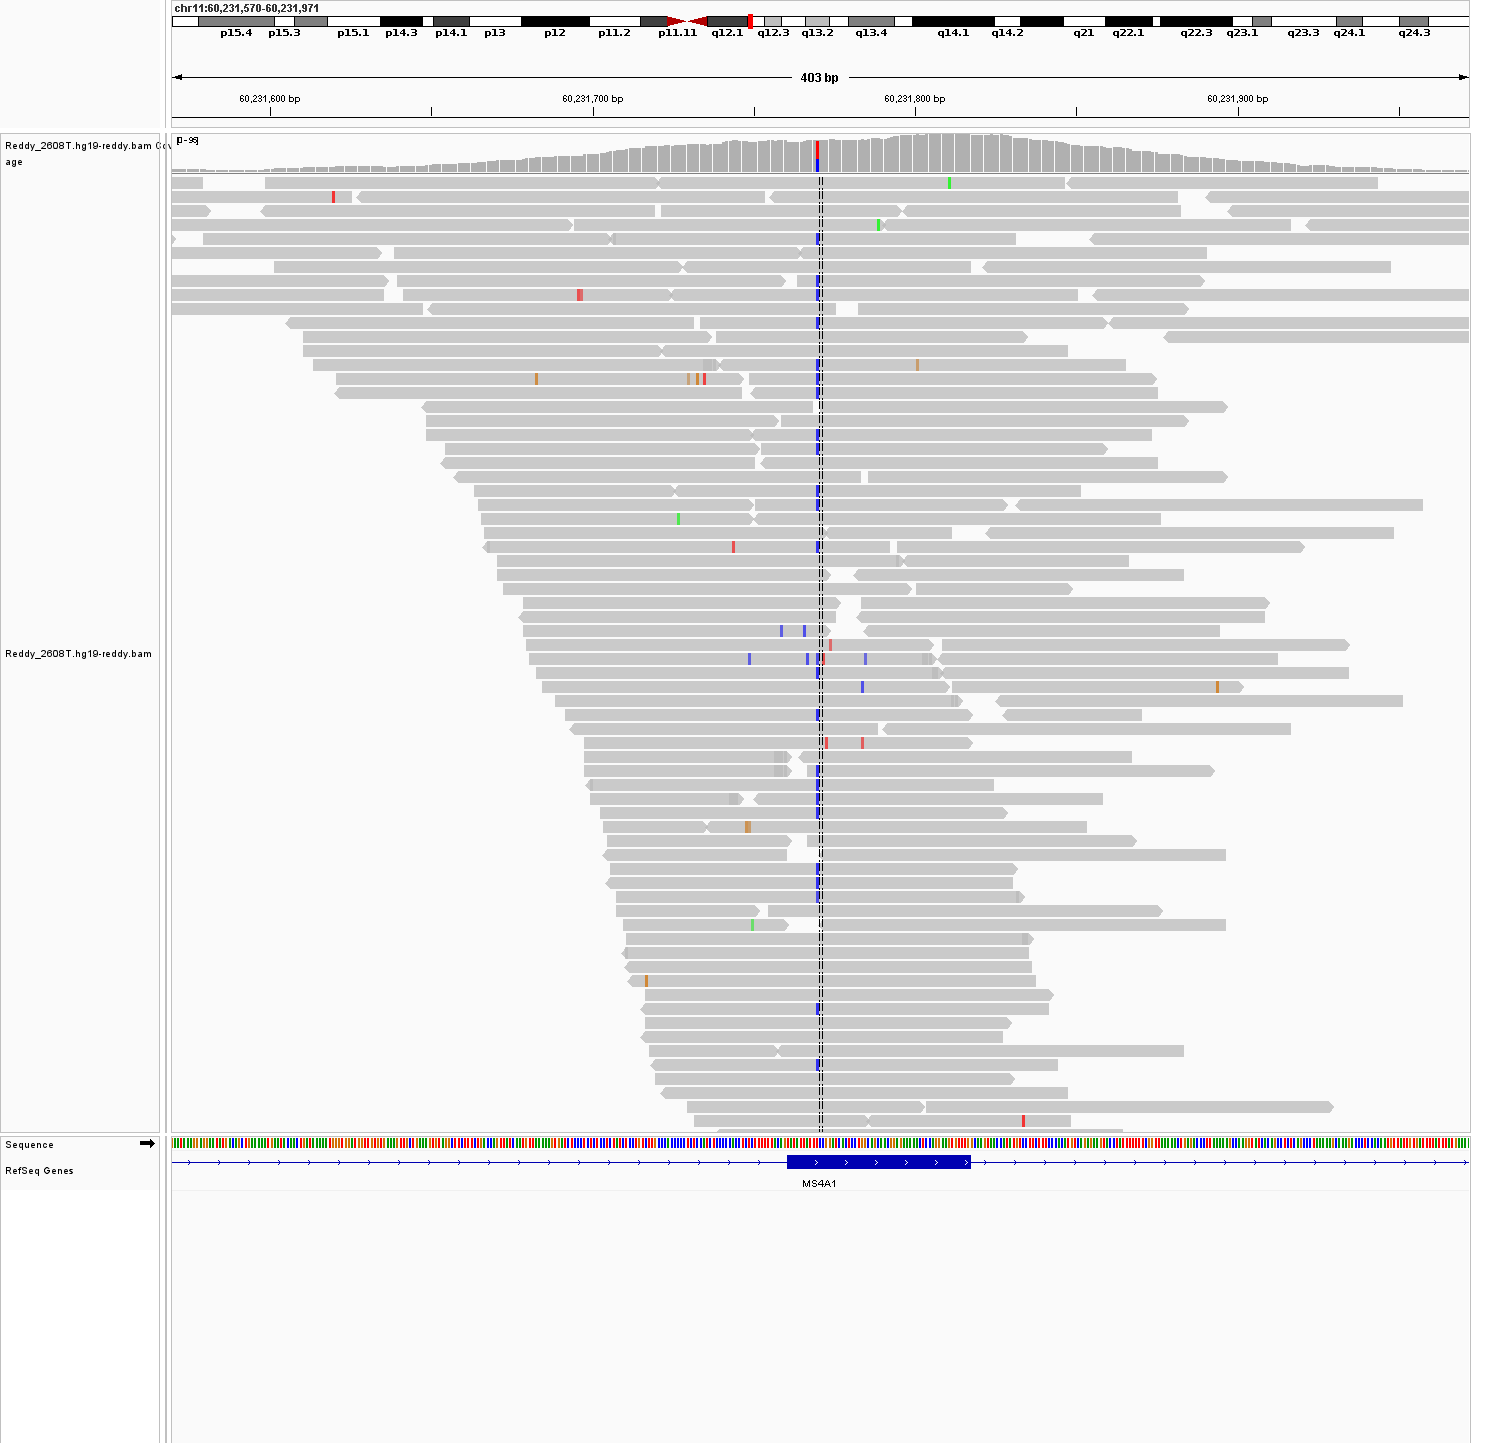 chr11:60,231,570-60,231,971
p15.4 p15.3 p15.1 p14.3 p14.1 p13 p12 p11.2 p11.11 q12.1 q12.3 q13.2 q13.4 q14.1 q14.2 q21 q22.1 q22.3 q23.1 q23.3 q24.1 q24.3
403 bp
60,231,600 bp 60,231,700 bp 60,231,800 bp 60,231,900 bp
Reddy_2608T.hg19-reddy.bam Cov
age
Reddy_2608T.hg19-reddy.bam
Sequence
RefSeq Genes
MS4A1